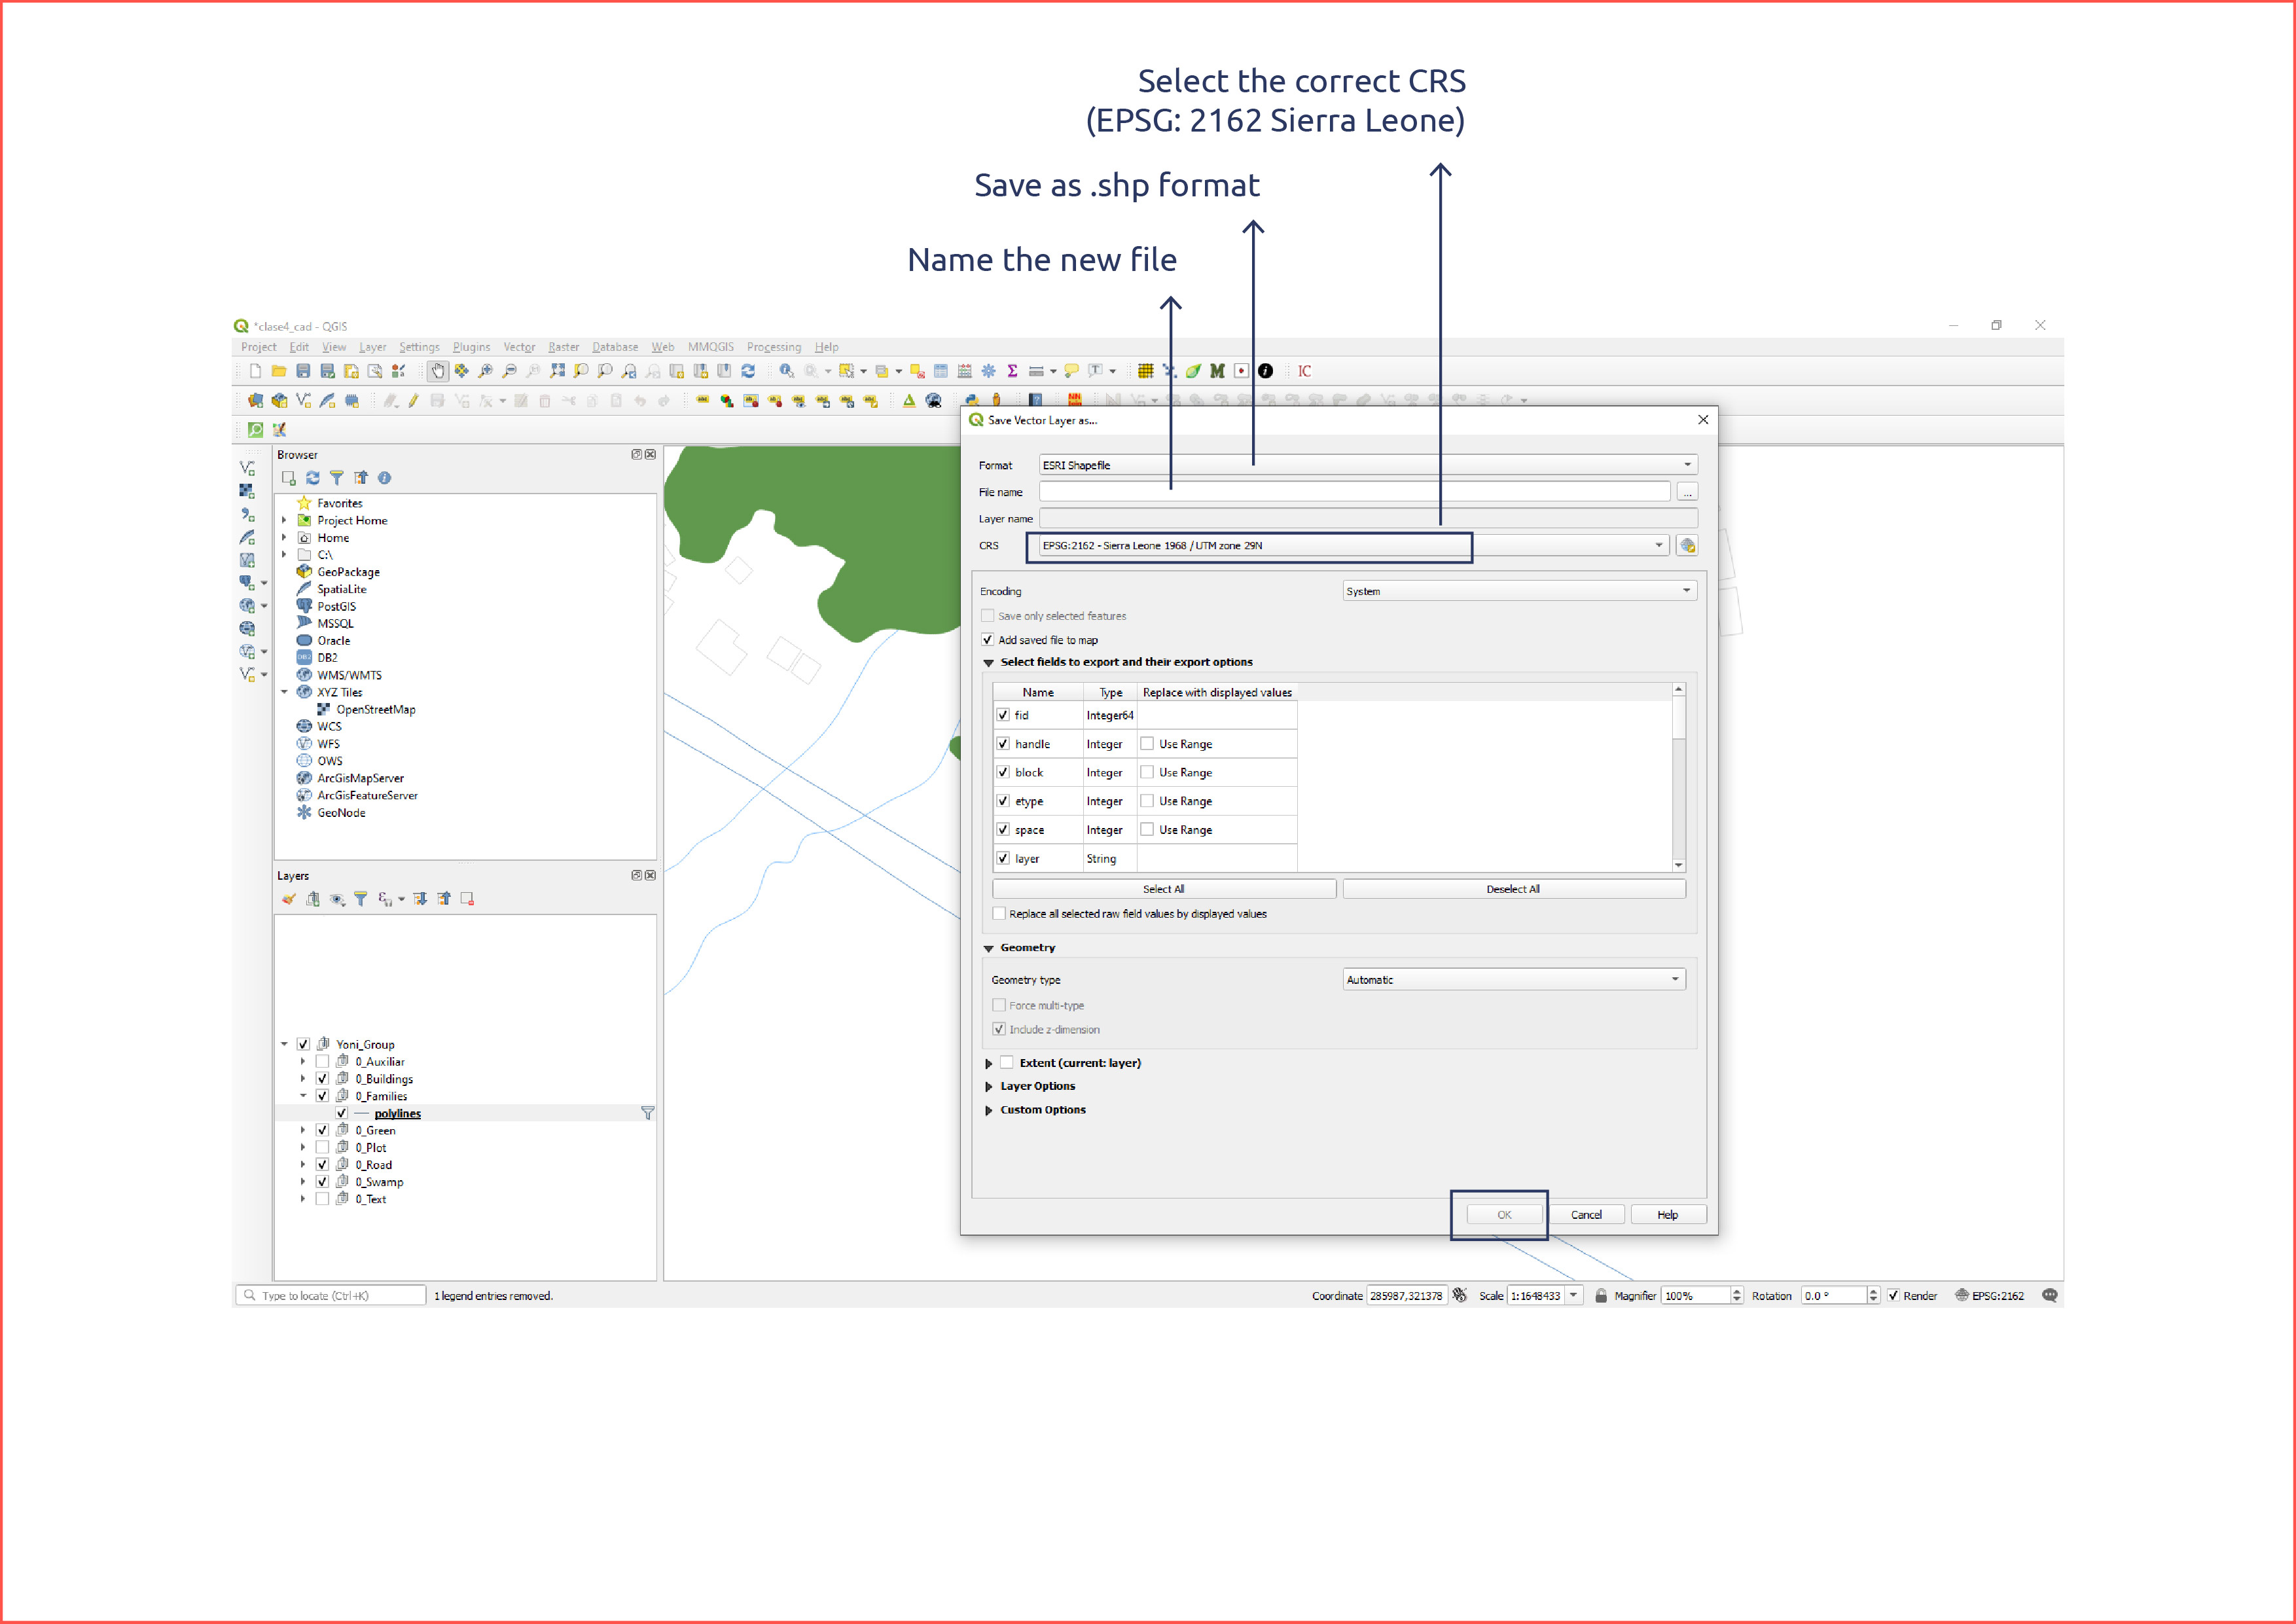 Select the correct CRS
(EPSG: 2162 Sierra Leone)
Save as .shp format
Name the new file
*clase4_cad - QGIS
Project Edit View Layer Settings Plugins Vector Raster Database Web MMQGIS Processing Help
IC
Save Vector Layer as...
Format ESRI Shapefile
File name ...
Layer name
CRS EPSG:2162 - Sierra Leone 1968 / UTM zone 29N
Encoding System
Save only selected features
Add saved file to map
Select fields to export and their export options
Name Type Replace with displayed values
fid Integer64
handle Integer Use Range
block Integer Use Range
etype Integer Use Range
space Integer Use Range
layer String
Select All Deselect All
Replace all selected raw field values by displayed values
Geometry
Geometry type Automatic
Force multi-type
Include z-dimension
Extent (current: layer)
Layer Options
Custom Options
OK Cancel Help
Browser
Favorites
Project Home
Home
C:\
GeoPackage
SpatiaLite
PostGIS
MSSQL
Oracle
DB2
WMS/WMTS
XYZ Tiles
OpenStreetMap
WCS
WFS
OWS
ArcGisMapServer
ArcGisFeatureServer
GeoNode
Layers
Yoni_Group
0_Auxiliar
0_Buildings
0_Families
polylines
0_Green
0_Plot
0_Road
0_Swamp
0_Text
Type to locate (Ctrl+K) 1 legend entries removed. Coordinate 285987,321378 Scale 1:1648433 Magnifier 100% Rotation 0.0 ° Render EPSG:2162